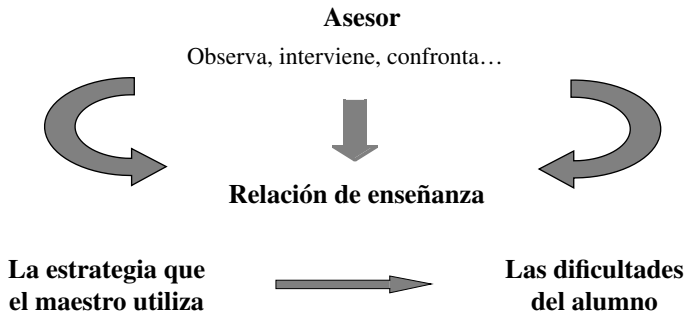 Asesor
Observa, interviene, confronta…
Relación de enseñanza
La estrategia que
el maestro utiliza
Las dificultades
del alumno